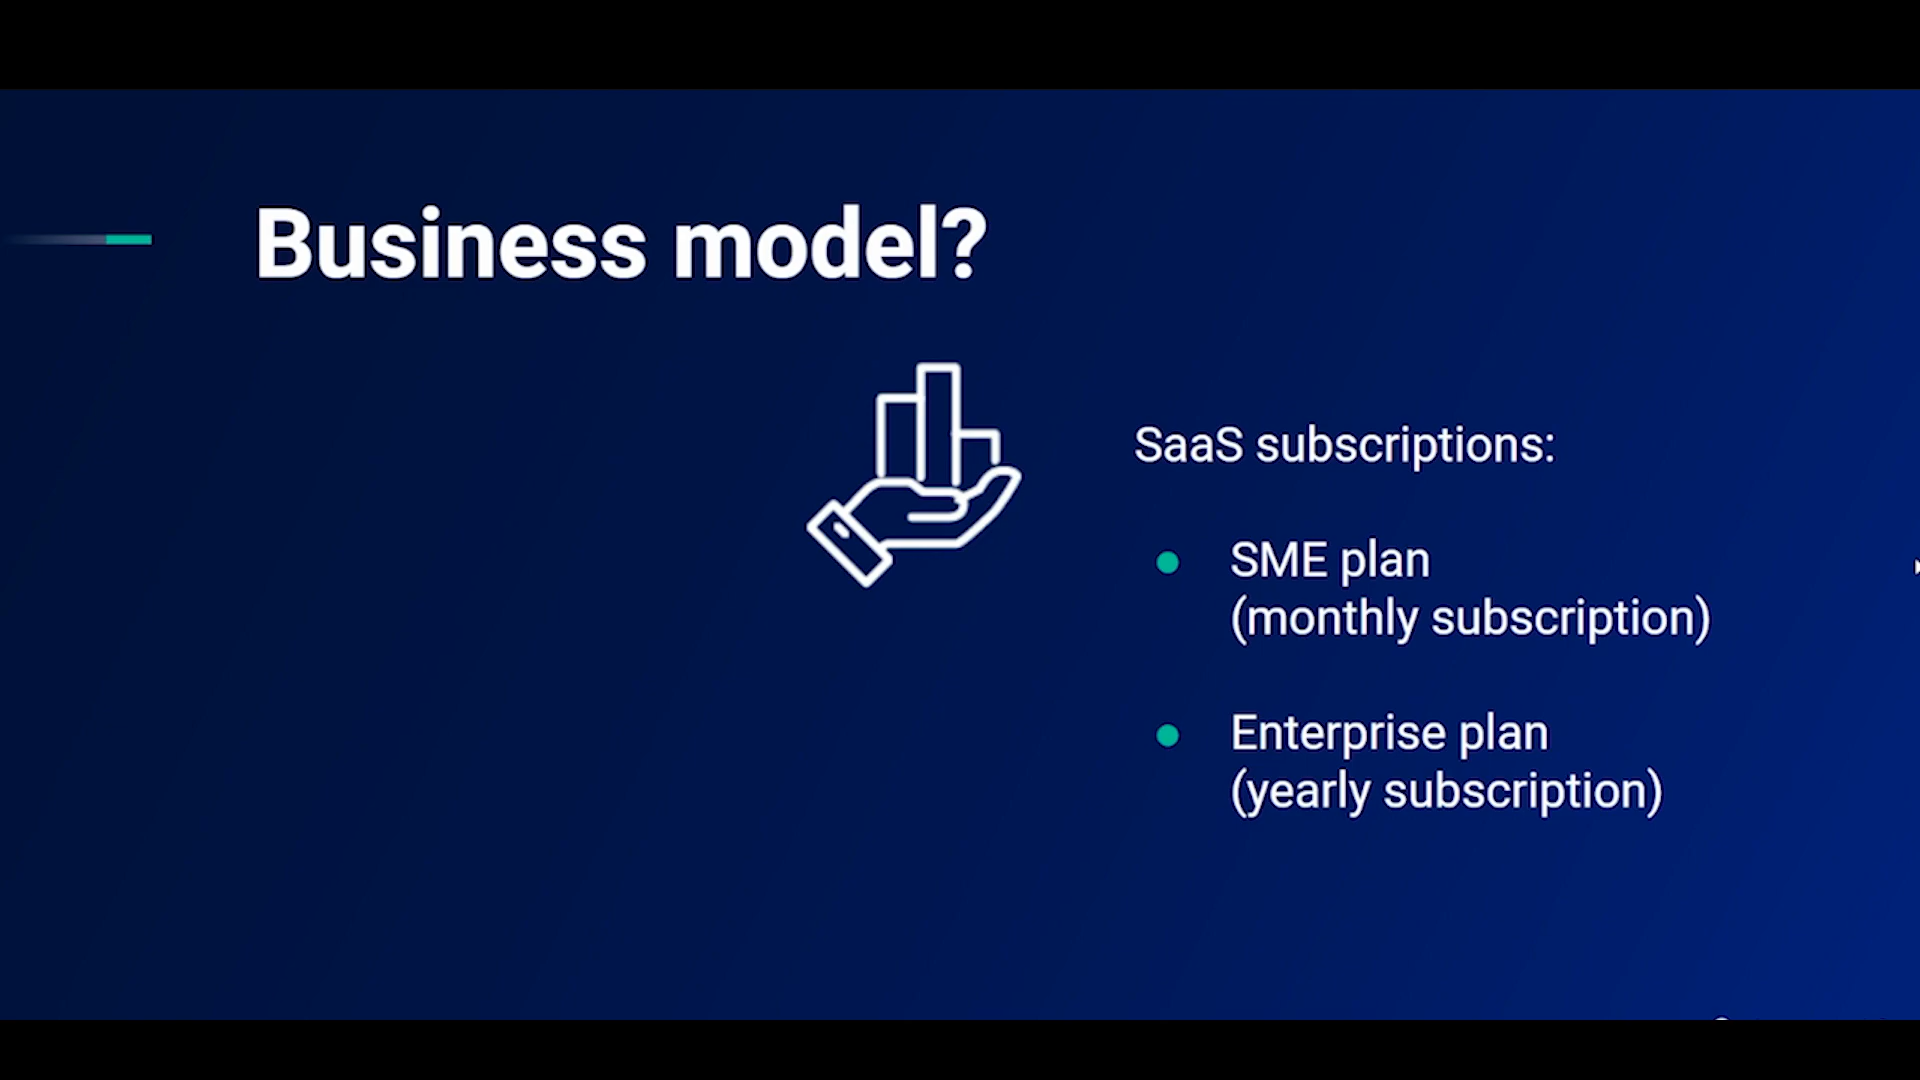 Business model?
SaaS subscriptions:
SME plan
(monthly subscription)
Enterprise plan
(yearly subscription)